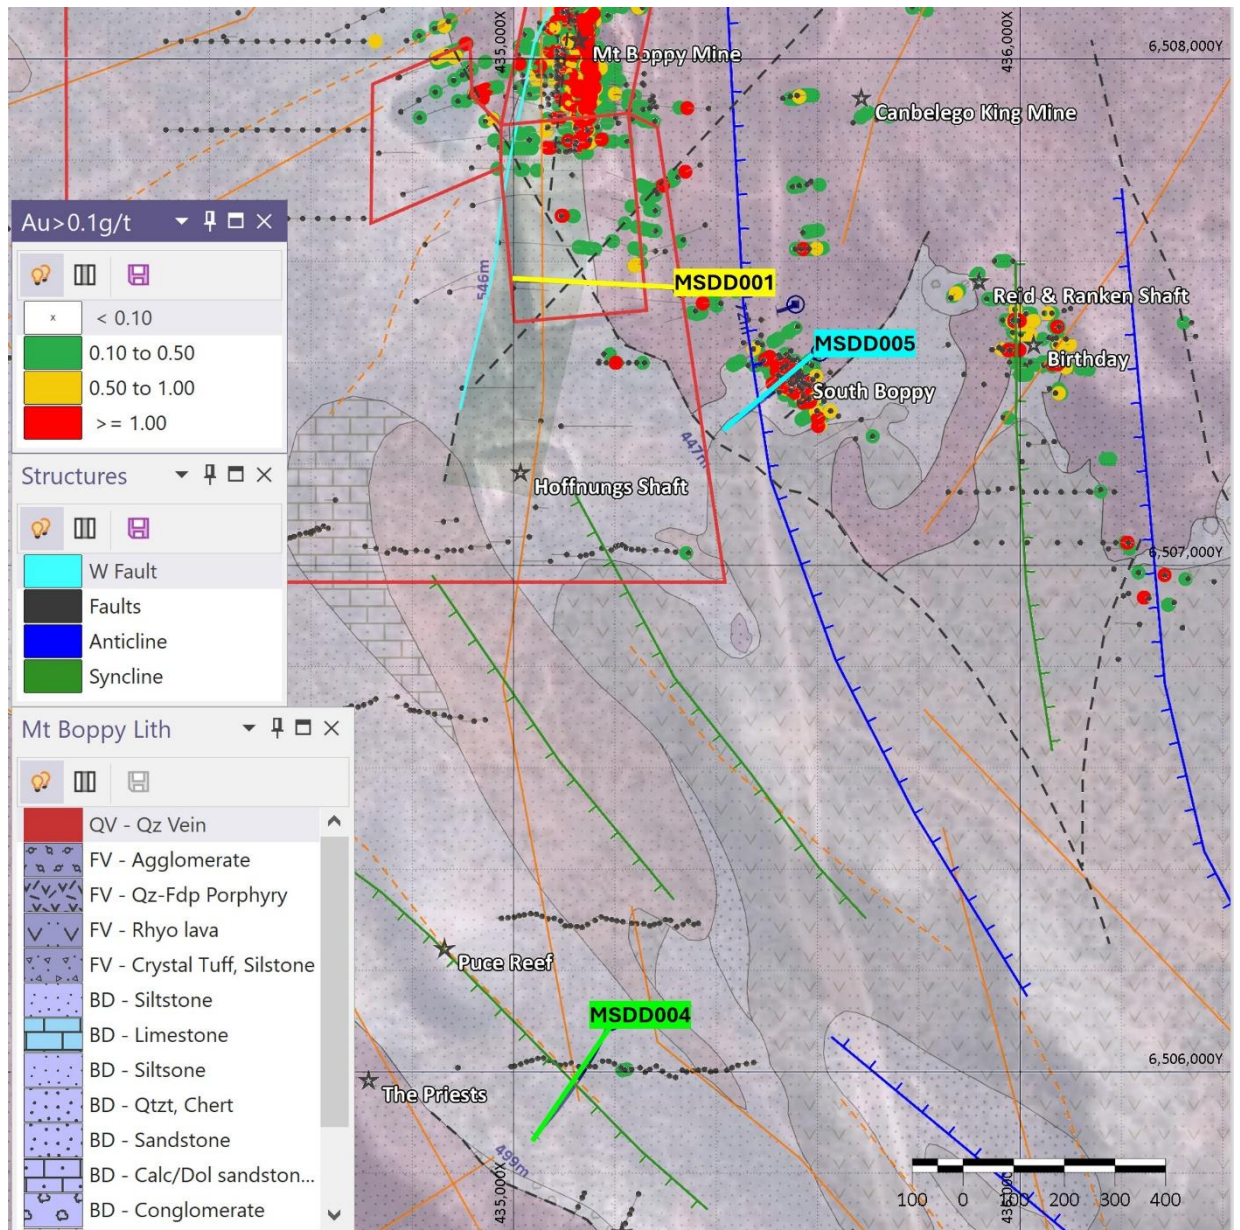 435,000X
436,000X
6,508,000Y
Mt Boppy Mine
Canbelego King Mine
Au>0.1g/t
x < 0.10
0.10 to 0.50
0.50 to 1.00
>= 1.00
546m
MSDD001
Reid & Ranken Shaft
MSDD005
Birthday
South Boppy
447m
Hoffnungs Shaft
Structures
W Fault
Faults
Anticline
Syncline
6,507,000Y
Mt Boppy Lith
QV - Qz Vein
FV - Agglomerate
FV - Qz-Fdp Porphyry
FV - Rhyo lava
FV - Crystal Tuff, Silstone
BD - Siltstone
BD - Limestone
BD - Siltsone
BD - Qtzt, Chert
BD - Sandstone
BD - Calc/Dol sandston...
BD - Conglomerate
Puce Reef
MSDD004
6,506,000Y
The Priests
499m
435,000X
100 0 100 200 300 400